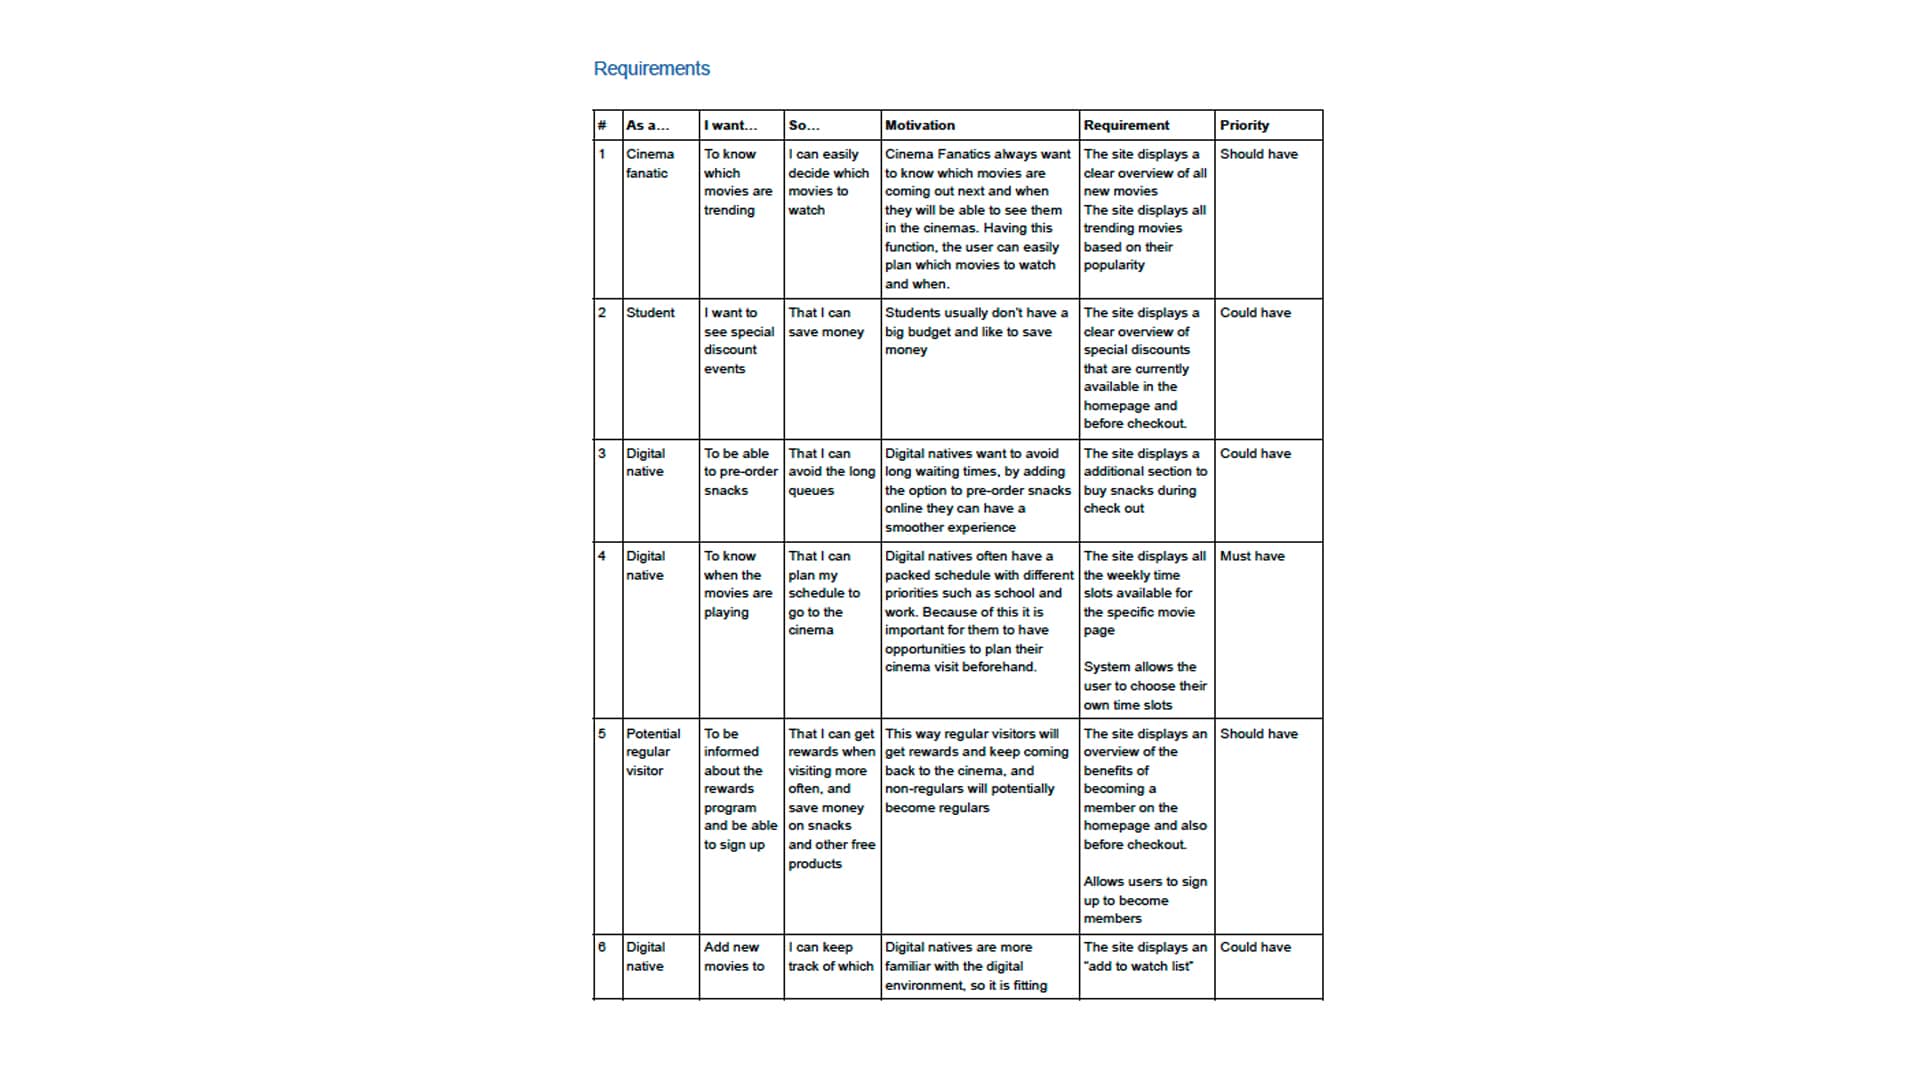 Requirements
# As a... I want... So... Motivation Requirement Priority
1 Cinema fanatic To know which movies are trending I can easily decide which movies to watch Cinema Fanatics always want to know which movies are coming out next and when they will be able to see them in the cinemas. Having this function, the user can easily plan which movies to watch and when. The site displays a clear overview of all new movies The site displays all trending movies based on their popularity Should have
2 Student I want to see special discount events That I can save money Students usually don't have a big budget and like to save money The site displays a clear overview of special discounts that are currently available in the homepage and before checkout. Could have
3 Digital native To be able to pre-order snacks That I can avoid the long queues Digital natives want to avoid long waiting times, by adding the option to pre-order snacks online they can have a smoother experience The site displays a additional section to buy snacks during check out Could have
4 Digital native To know when the movies are playing That I can plan my schedule to go to the cinema Digital natives often have a packed schedule with different priorities such as school and work. Because of this it is important for them to have opportunities to plan their cinema visit beforehand. The site displays all the weekly time slots available for the specific movie page System allows the user to choose their own time slots Must have
5 Potential regular visitor To be informed about the rewards program and be able to sign up That I can get rewards when visiting more often, and save money on snacks and other free products This way regular visitors will get rewards and keep coming back to the cinema, and non-regulars will potentially become regulars The site displays an overview of the benefits of becoming a member on the homepage and also before checkout. Allows users to sign up to become members Should have
6 Digital native Add new movies to I can keep track of which Digital natives are more familiar with the digital environment, so it is fitting The site displays an "add to watch list" Could have